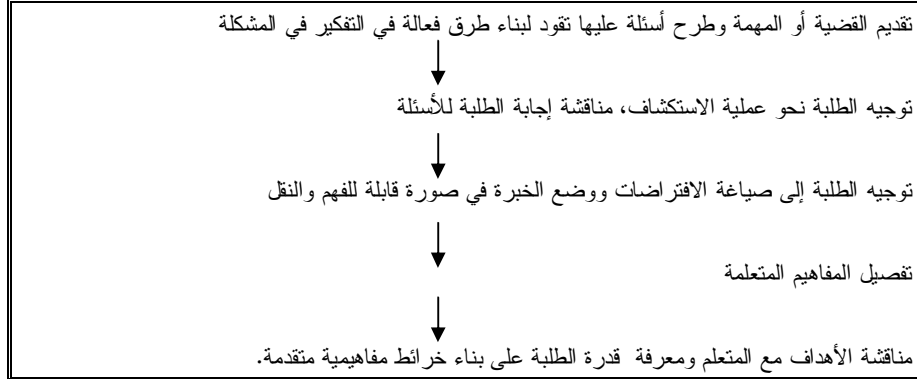 تقديم القضية أو المهمة وطرح أسئلة عليها تقود لبناء طرق فعالة في التفكير في المشكلة
توجيه الطلبة نحو عملية الاستكشاف، مناقشة إجابة الطلبة للأسئلة
توجيه الطلبة إلى صياغة الافتراضات ووضع الخبرة في صورة قابلة للفهم والنقل
تفصيل المفاهيم المتعلمة
مناقشة الأهداف مع المتعلم ومعرفة قدرة الطلبة على بناء خرائط مفاهيمية متقدمة.